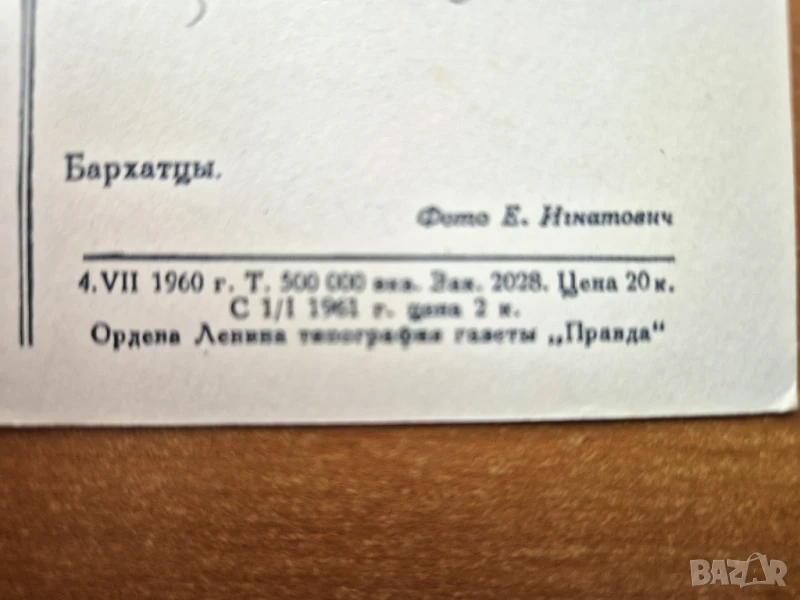 Бархатцы.
Фото Е. Игнатович
4.VII 1960 г. Т. 500 000 экз. Зак. 2028. Цена 20 к.
С 1/I 1961 г. цена 2 к.
Ордена Ленина типография газеты „Правда“
BAZAR